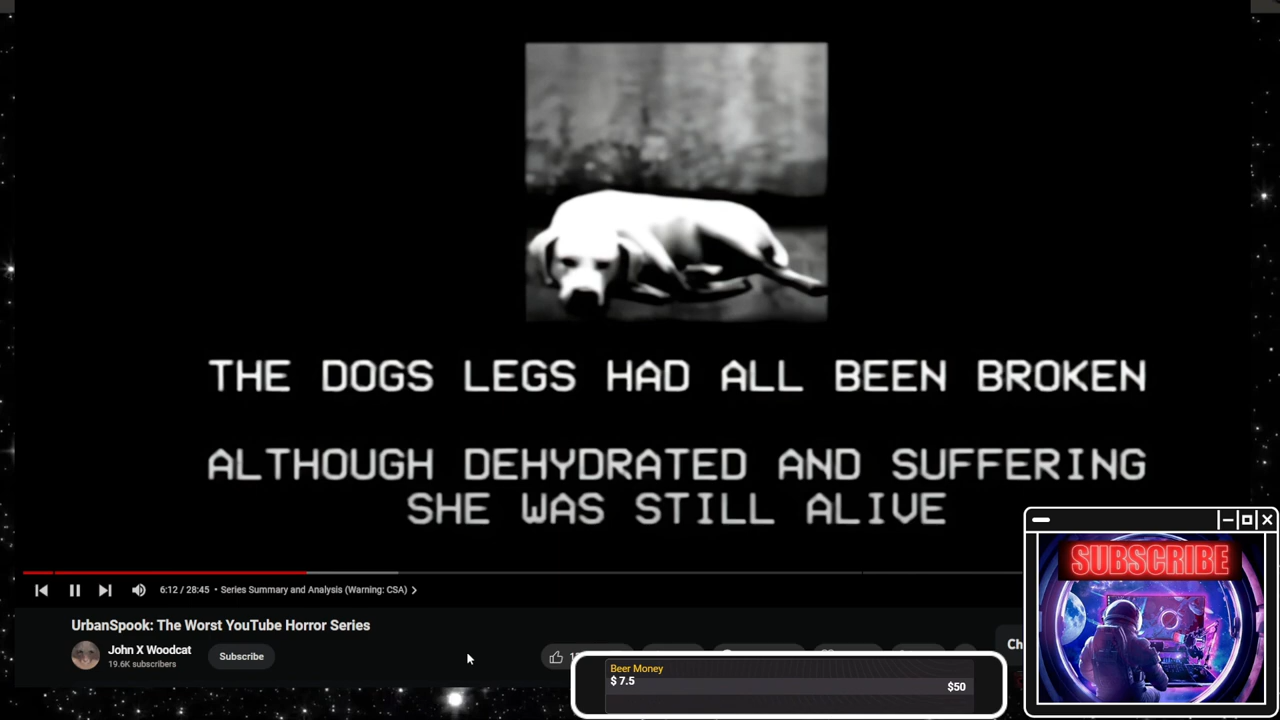 THE DOGS LEGS HAD ALL BEEN BROKEN
ALTHOUGH DEHYDRATED AND SUFFERING
SHE WAS STILL ALIVE
6:12 / 28:45 • Series Summary and Analysis (Warning: CSA)
UrbanSpook: The Worst YouTube Horror Series
John X Woodcat
19.6K subscribers
Subscribe
Beer Money
$ 7.5
$50
SUBSCRIBE